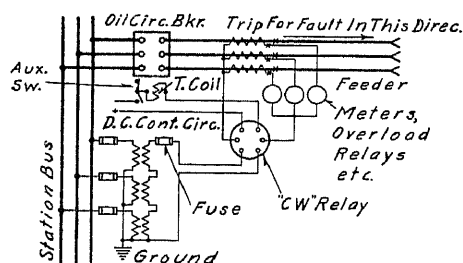 Oil Circ. Bkr.
Trip For Fault In This Direc.
Aux.
Sw.
T. Coil
Feeder
+
D.C. Cont. Circ.
Meters,
Overload
Relays
etc.
Station Bus
Fuse
"CW" Relay
Ground